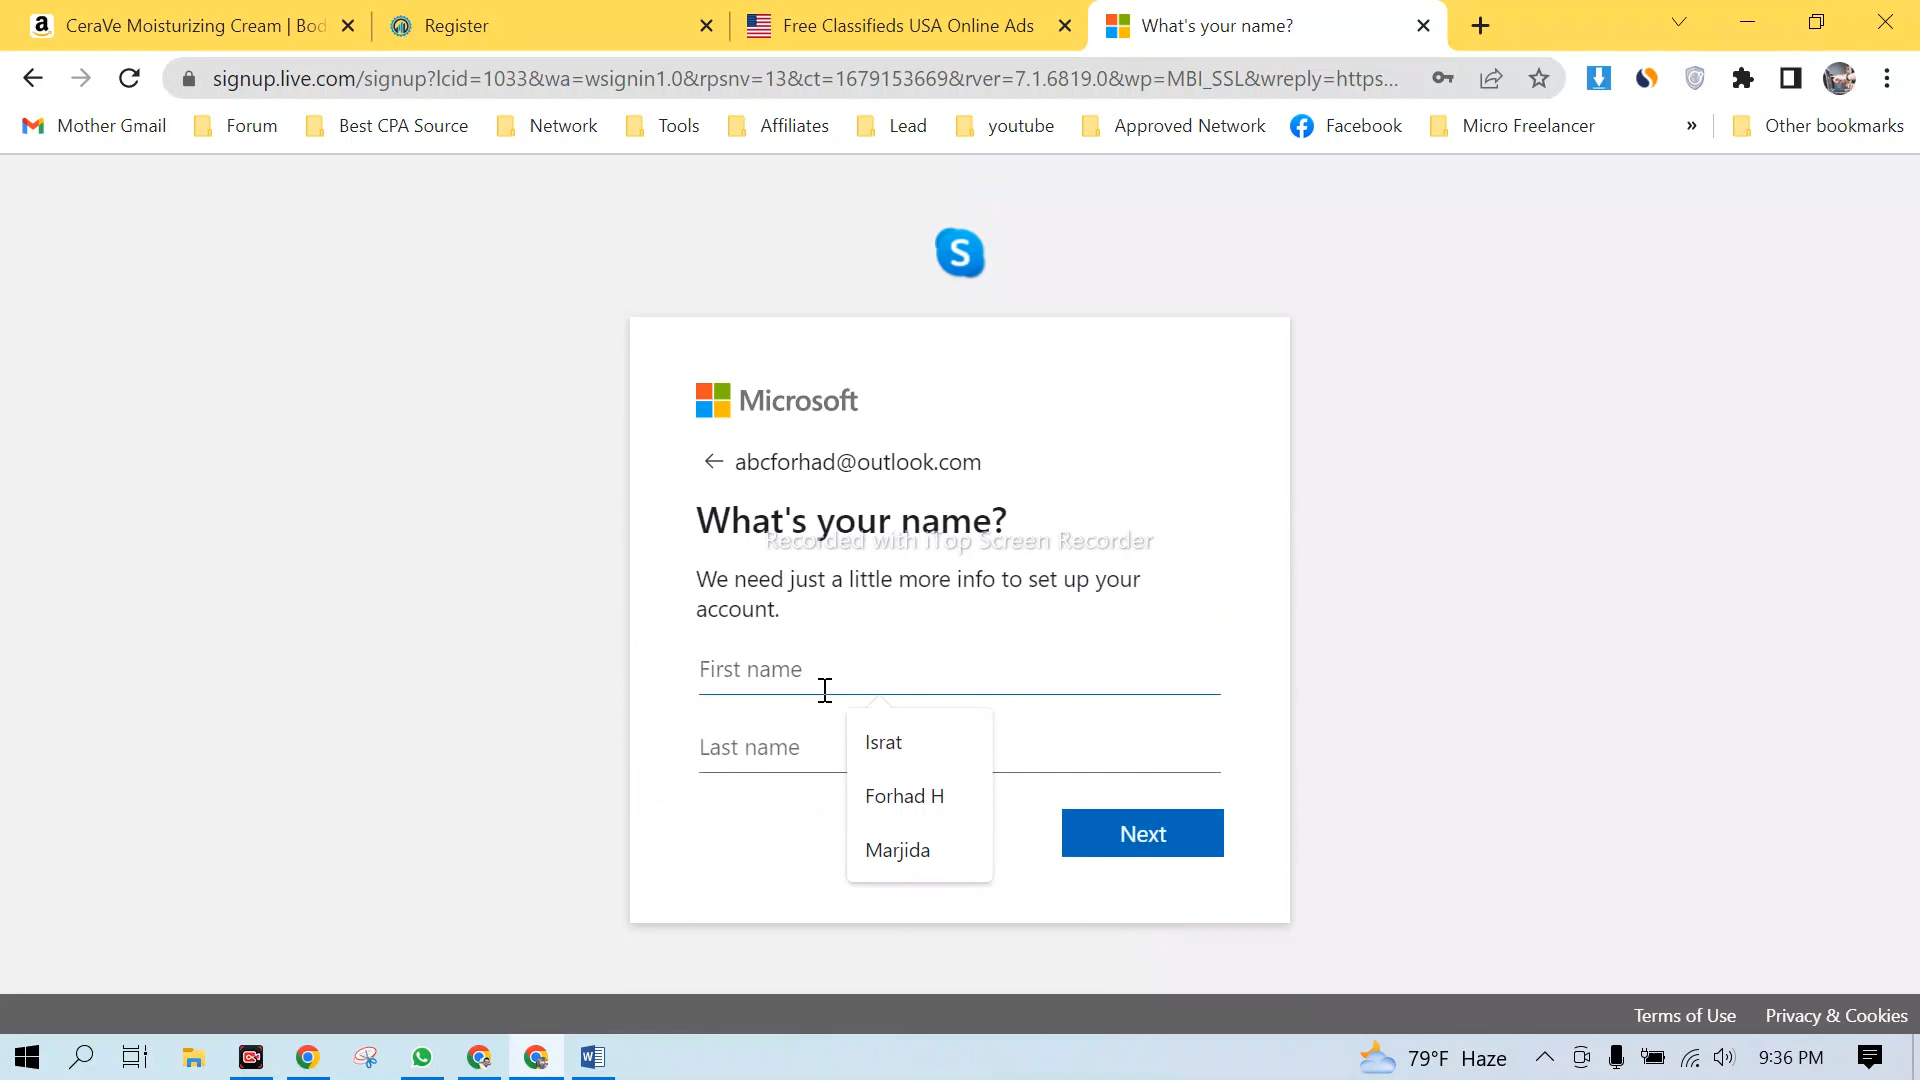 CeraVe Moisturizing Cream | Bod
Register
Free Classifieds USA Online Ads
What's your name?
signup.live.com/signup?lcid=1033&wa=wsignin1.0&rpsnv=13&ct=1679153669&rver=7.1.6819.0&wp=MBI_SSL&wreply=https...
Mother Gmail
Forum
Best CPA Source
Network
Tools
Affiliates
Lead
youtube
Approved Network
Facebook
Micro Freelancer
»
Other bookmarks
S
Microsoft
abcforhad@outlook.com
What's your name?
Recorded with iTop Screen Recorder
We need just a little more info to set up your
account.
First name
Last name
Israt
Forhad H
Marjida
Next
Terms of Use
Privacy & Cookies
79°F Haze
9:36 PM